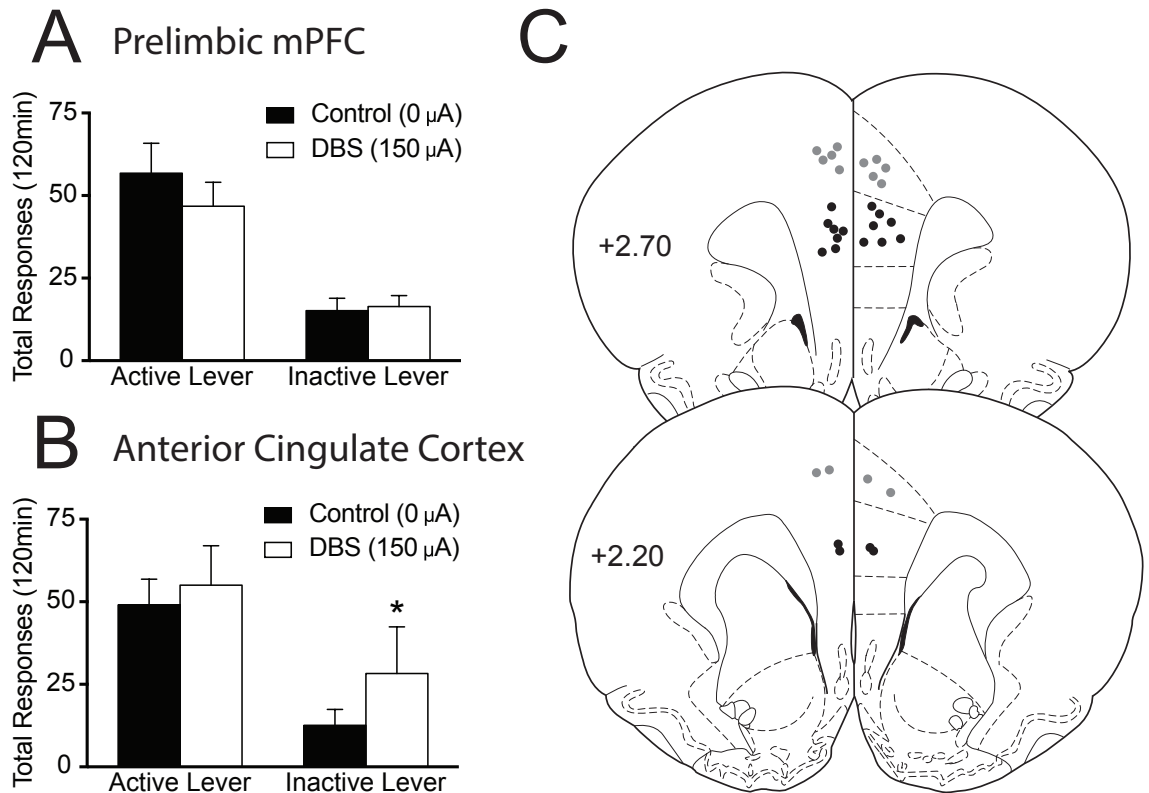 A Prelimbic mPFC
Total Responses (120min)
75
50
25
0
Control (0 µA)
DBS (150 µA)
Active Lever Inactive Lever
B Anterior Cingulate Cortex
Total Responses (120min)
75
50
25
0
Control (0 µA)
DBS (150 µA)
*
Active Lever Inactive Lever
C
+2.70
+2.20